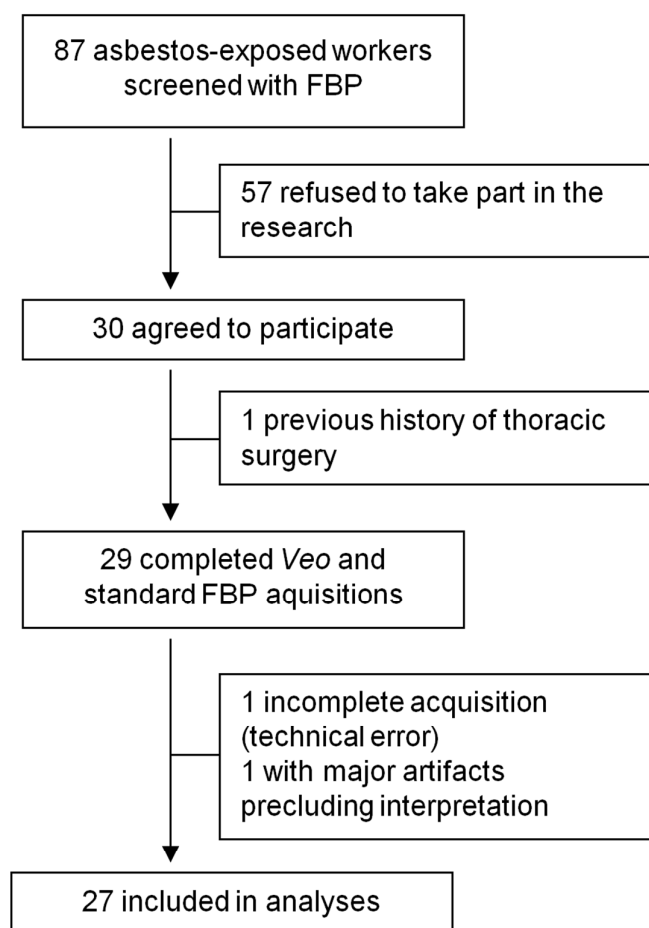 87 asbestos-exposed workers
screened with FBP
57 refused to take part in the
research
30 agreed to participate
1 previous history of thoracic
surgery
29 completed Veo and
standard FBP aquisitions
1 incomplete acquisition
(technical error)
1 with major artifacts
precluding interpretation
27 included in analyses